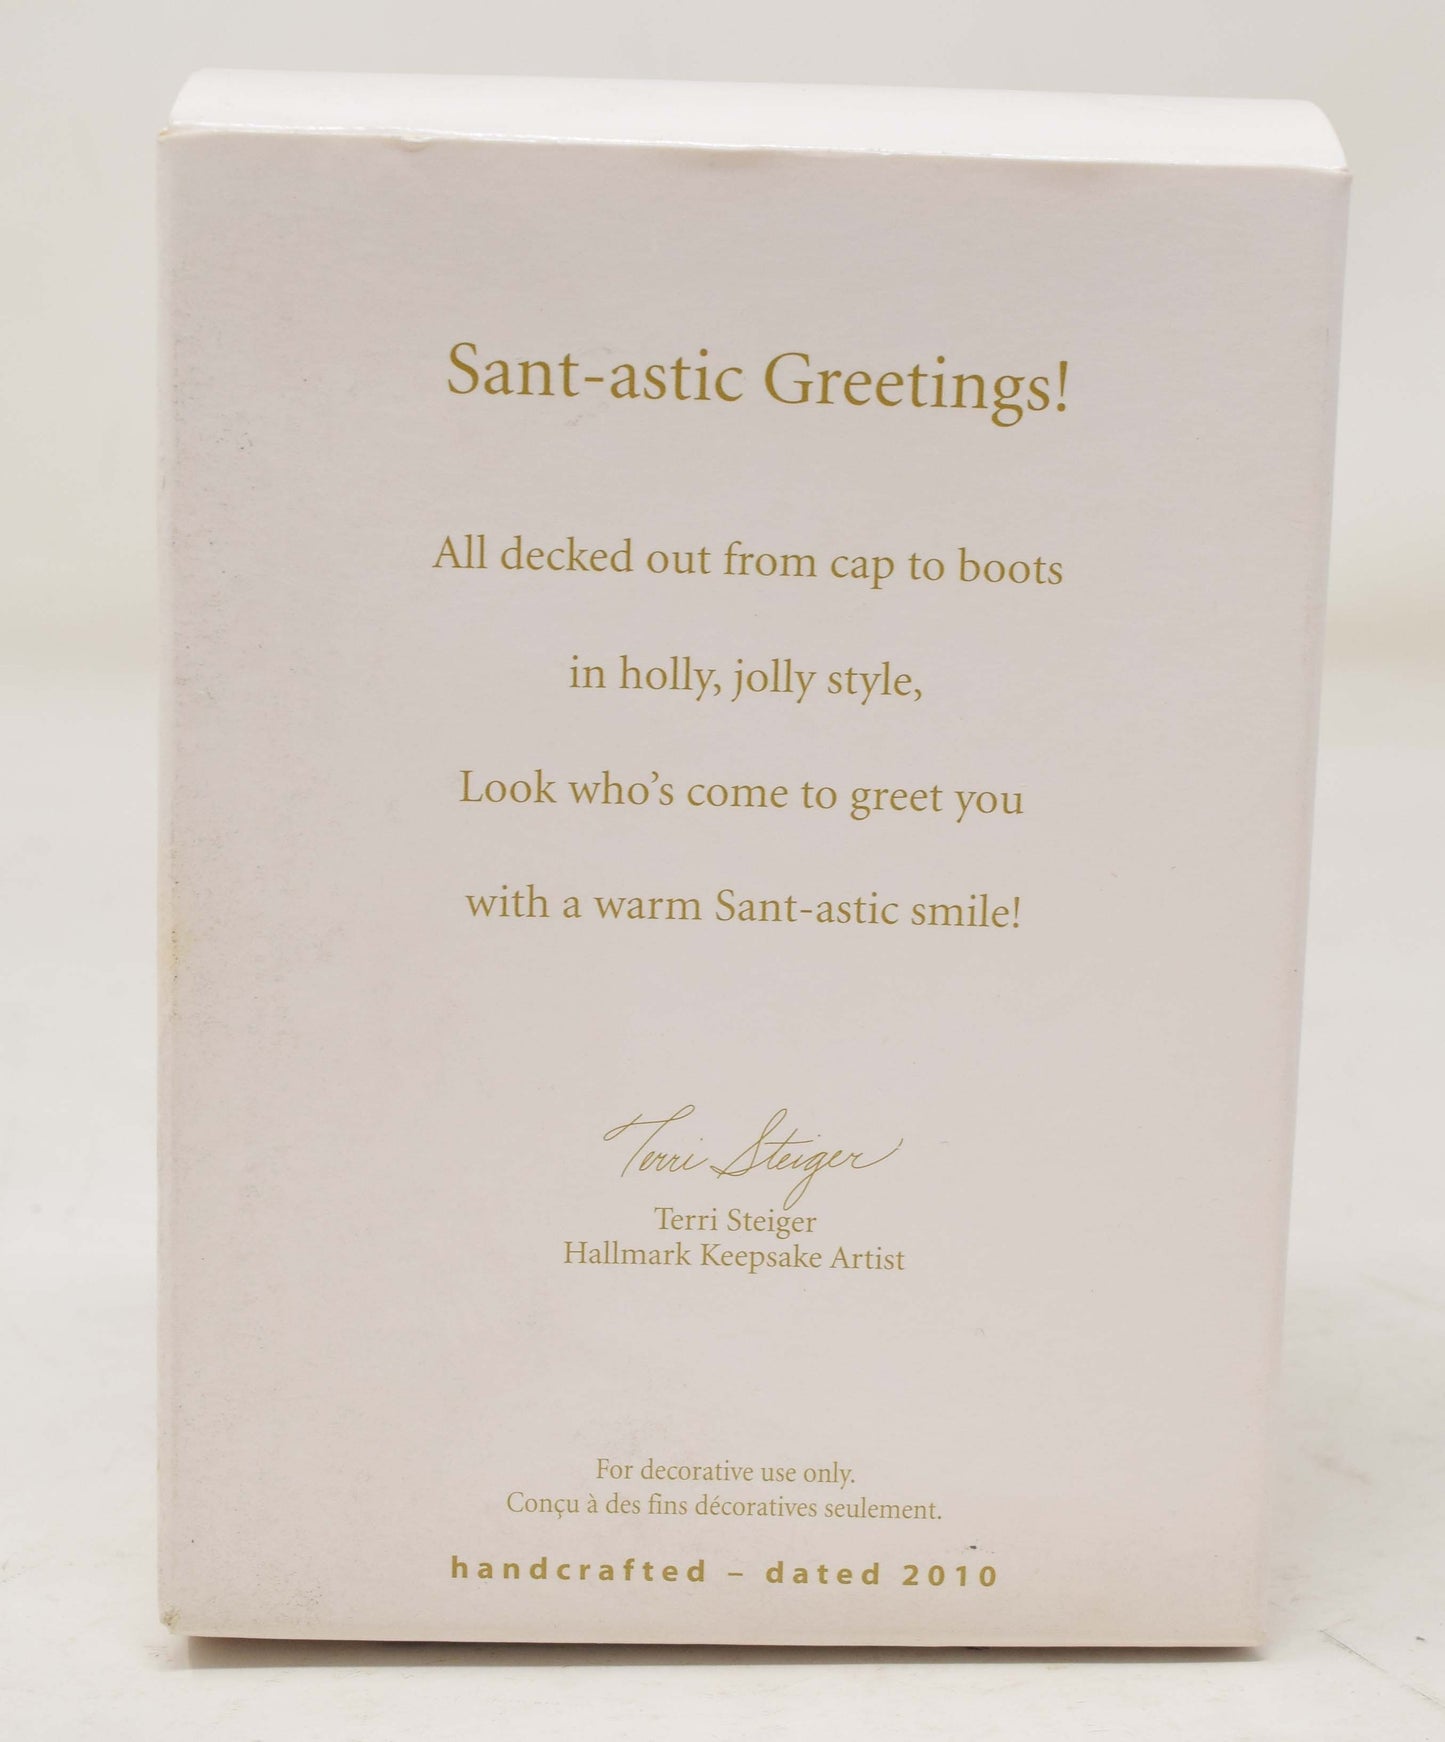 Sant-astic Greetings!
All decked out from cap to boots
in holly, jolly style,
Look who's come to greet you
with a warm Sant-astic smile!
Terri Steiger
Terri Steiger
Hallmark Keepsake Artist
For decorative use only.
Conçu à des fins décoratives seulement.
handcrafted – dated 2010